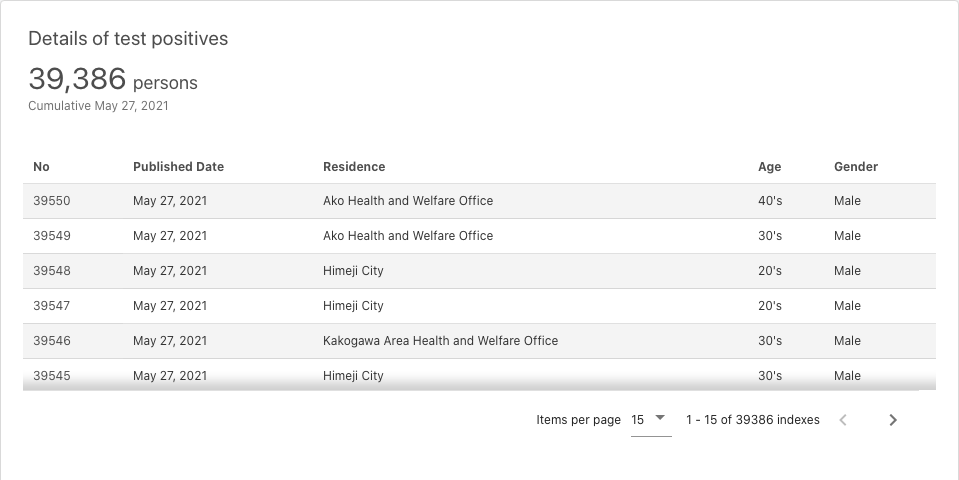 Details of test positives
39,386 persons
Cumulative May 27, 2021
No Published Date Residence Age Gender
39550 May 27, 2021 Ako Health and Welfare Office 40's Male
39549 May 27, 2021 Ako Health and Welfare Office 30's Male
39548 May 27, 2021 Himeji City 20's Male
39547 May 27, 2021 Himeji City 20's Male
39546 May 27, 2021 Kakogawa Area Health and Welfare Office 30's Male
39545 May 27, 2021 Himeji City 30's Male
Items per page 15 1 - 15 of 39386 indexes